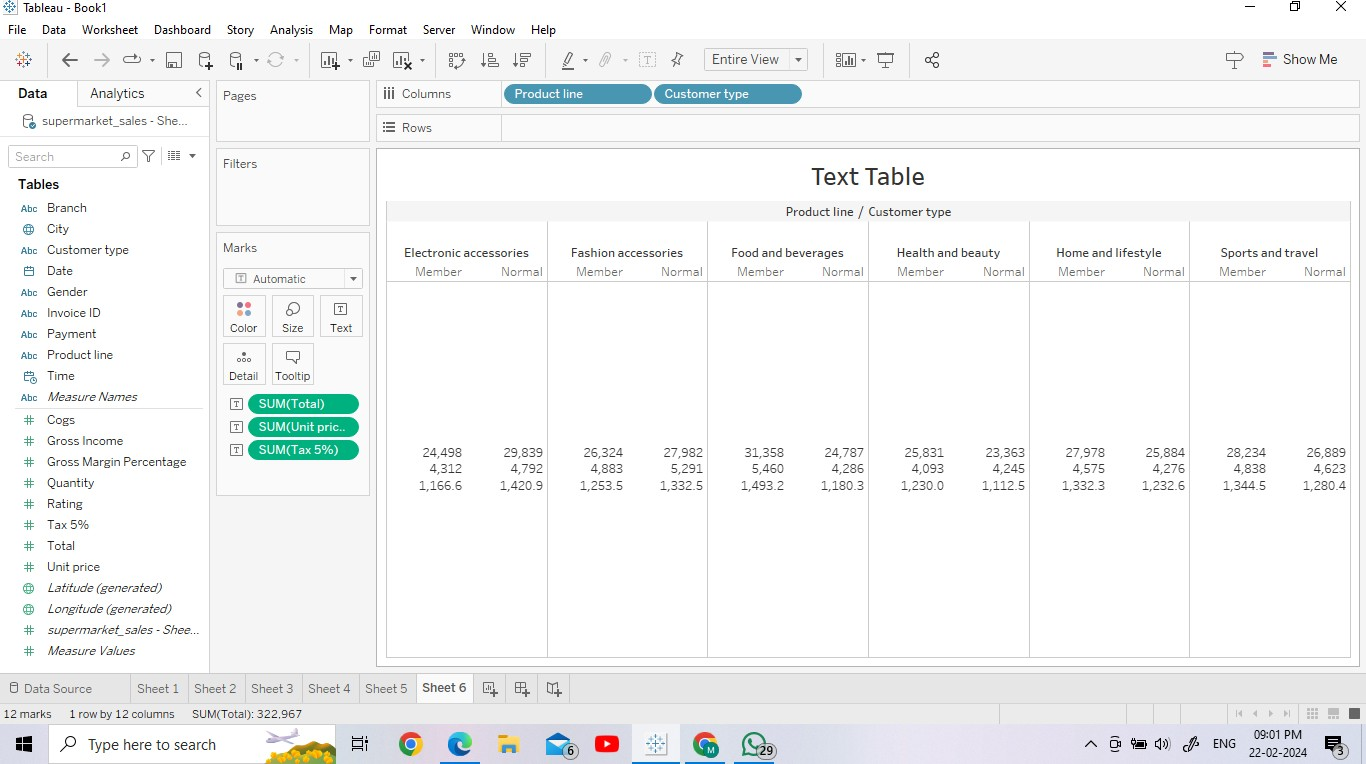 Tableau - Book1
File Data Worksheet Dashboard Story Analysis Map Format Server Window Help
Entire View
Show Me
Data Analytics
supermarket_sales - She...
Search
Tables
Abc Branch
City
Abc Customer type
Date
Abc Gender
Abc Invoice ID
Abc Payment
Abc Product line
Time
Abc Measure Names
Cogs
Gross Income
Gross Margin Percentage
Quantity
Rating
Tax 5%
Total
Unit price
Latitude (generated)
Longitude (generated)
supermarket_sales - Shee...
Measure Values
Pages
Filters
Marks
Automatic
Color Size Text
Detail Tooltip
SUM(Total)
SUM(Unit pric..
SUM(Tax 5%)
Columns Product line Customer type
Rows
Text Table
Product line / Customer type
Electronic accessories Fashion accessories Food and beverages Health and beauty Home and lifestyle Sports and travel
Member Normal Member Normal Member Normal Member Normal Member Normal Member Normal
24,498 29,839 26,324 27,982 31,358 24,787 25,831 23,363 27,978 25,884 28,234 26,889
4,312 4,792 4,883 5,291 5,460 4,286 4,093 4,245 4,575 4,276 4,838 4,623
1,166.6 1,420.9 1,253.5 1,332.5 1,493.2 1,180.3 1,230.0 1,112.5 1,332.3 1,232.6 1,344.5 1,280.4
Data Source Sheet 1 Sheet 2 Sheet 3 Sheet 4 Sheet 5 Sheet 6
12 marks 1 row by 12 columns SUM(Total): 322,967
Type here to search
6
M
29
ENG
09:01 PM
22-02-2024
3